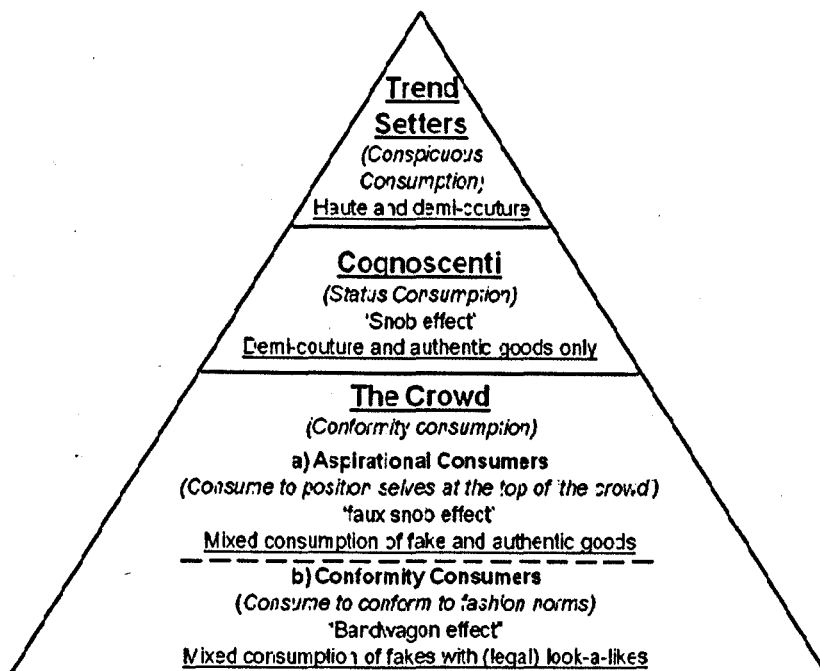 Trend
Setters
(Conspicuous
Consumption)
Haute and demi-couture
Cognoscenti
(Status Consumption)
'Snob effect'
Demi-couture and authentic goods only
The Crowd
(Conformity consumption)
a) Aspirational Consumers
(Consume to position selves at the top of 'the crowd')
'faux snob effect'
Mixed consumption of fake and authentic goods
b) Conformity Consumers
(Consume to conform to fashion norms)
'Bandwagon effect'
Mixed consumption of fakes with (legal) look-a-likes